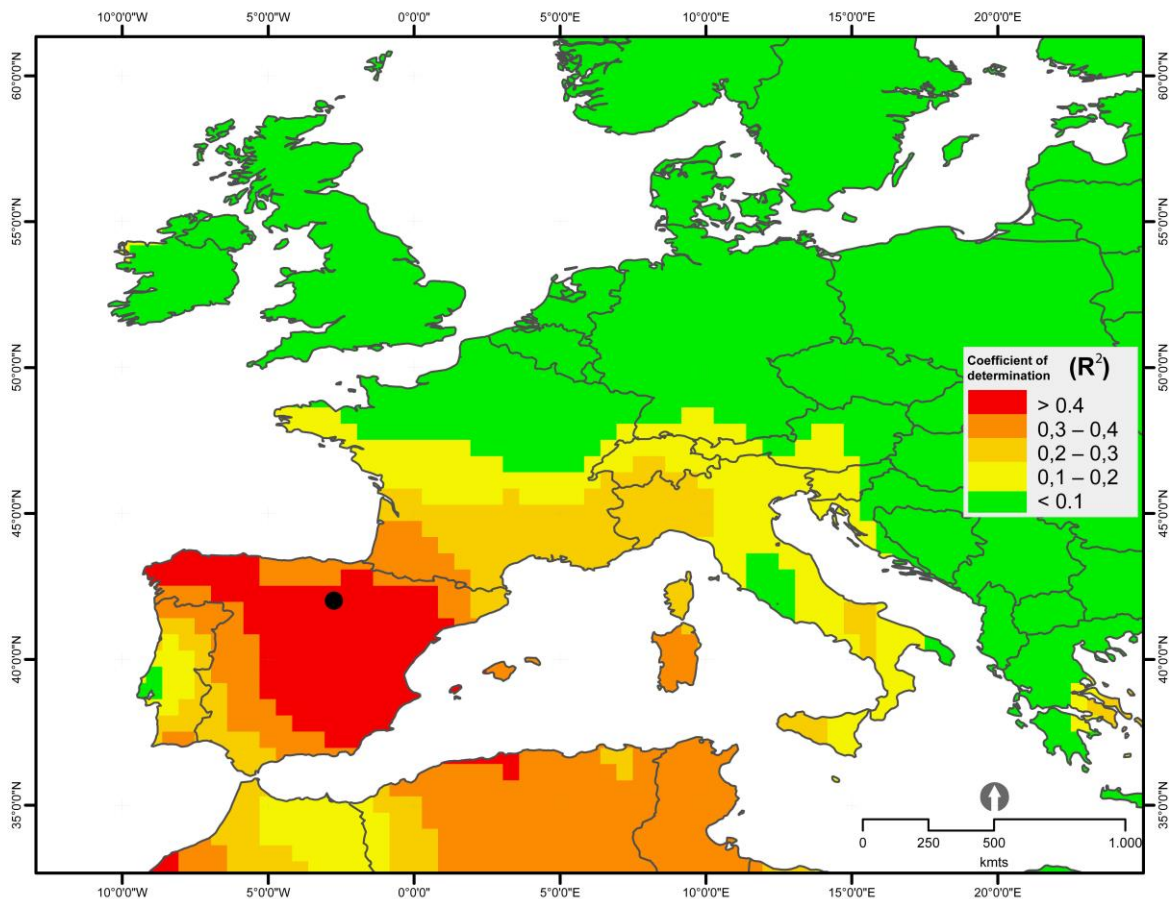 10°0'0"W 5°0'0"W 0°0'0" 5°0'0"E 10°0'0"E 15°0'0"E 20°0'0"E
60°0'0"N 60°0'0"N
55°0'0"N 55°0'0"N
50°0'0"N 50°0'0"N
Coefficient of
determination (R²)
> 0.4
0,3 – 0,4
0,2 – 0,3
0,1 – 0,2
< 0.1
45°0'0"N 45°0'0"N
40°0'0"N 40°0'0"N
35°0'0"N 35°0'0"N
0 250 500 1.000
kmts
10°0'0"W 5°0'0"W 0°0'0" 5°0'0"E 10°0'0"E 15°0'0"E 20°0'0"E